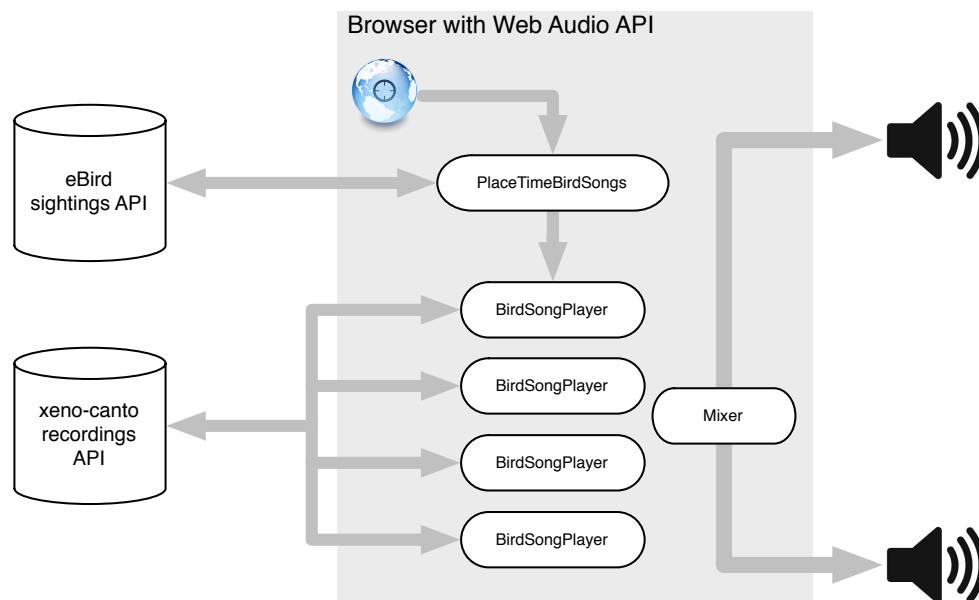 Browser with Web Audio API
eBird
sightings API
PlaceTimeBirdSongs
BirdSongPlayer
BirdSongPlayer
xeno-canto
recordings
API
Mixer
BirdSongPlayer
BirdSongPlayer